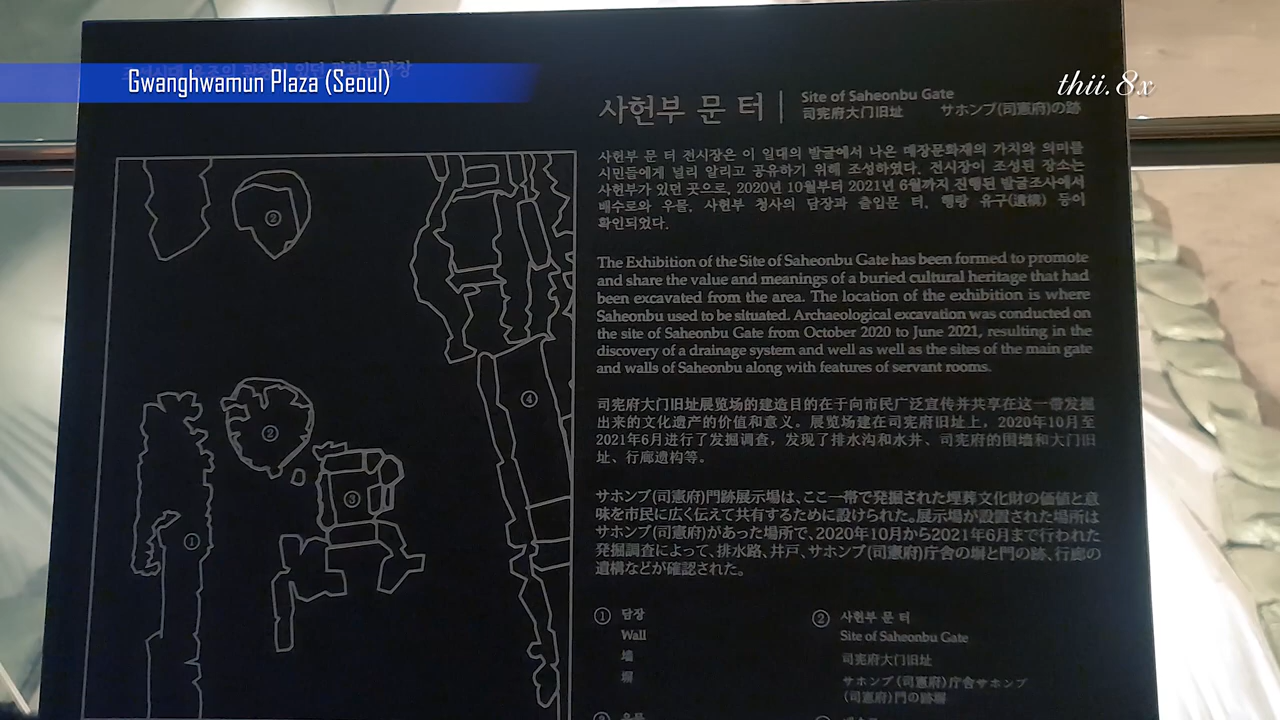 Gwanghwamun Plaza (Seoul)
thii.8x
사헌부 문 터
Site of Saheonbu Gate
司宪府大门旧址 サホンブ(司憲府)の跡
사헌부 문 터 전시장은 이 일대의 발굴에서 나온 매장문화재의 가치와 의미를
시민들에게 널리 알리고 공유하기 위해 조성하였다. 전시장이 조성된 장소는
사헌부가 있던 곳으로, 2020년 10월부터 2021년 6월까지 진행된 발굴조사에서
배수로와 우물, 사헌부 청사의 담장과 출입문 터, 행랑 유구(遺構) 등이
확인되었다.
The Exhibition of the Site of Saheonbu Gate has been formed to promote
and share the value and meanings of a buried cultural heritage that had
been excavated from the area. The location of the exhibition is where
Saheonbu used to be situated. Archaeological excavation was conducted on
the site of Saheonbu Gate from October 2020 to June 2021, resulting in the
discovery of a drainage system and well as well as the sites of the main gate
and walls of Saheonbu along with features of servant rooms.
司宪府大门旧址展览场的建造目的在于向市民广泛宣传并共享在这一带发掘
出来的文化遗产的价值和意义。展览场建在司宪府旧址上，2020年10月至
2021年6月进行了发掘调查，发现了排水沟和水井、司宪府的围墙和大门旧
址、行廊遗构等。
サホンブ(司憲府)門跡展示場は、ここ一帯で発掘された埋葬文化財の価値と意
味を市民に広く伝えて共有するために設けられた。展示場が設置された場所は
サホンブ(司憲府)があった場所で、2020年10月から2021年6月まで行われた
発掘調査によって、排水路、井戸、サホンブ(司憲府)庁舎の塀と門の跡、行廊の
遺構などが確認された。
② 
② 
③
④
①
① 담장
Wall
墙
塀
② 사헌부 문 터
Site of Saheonbu Gate
司宪府大门旧址
サホンブ(司憲府)庁舎サホンブ
(司憲府)門の跡塀